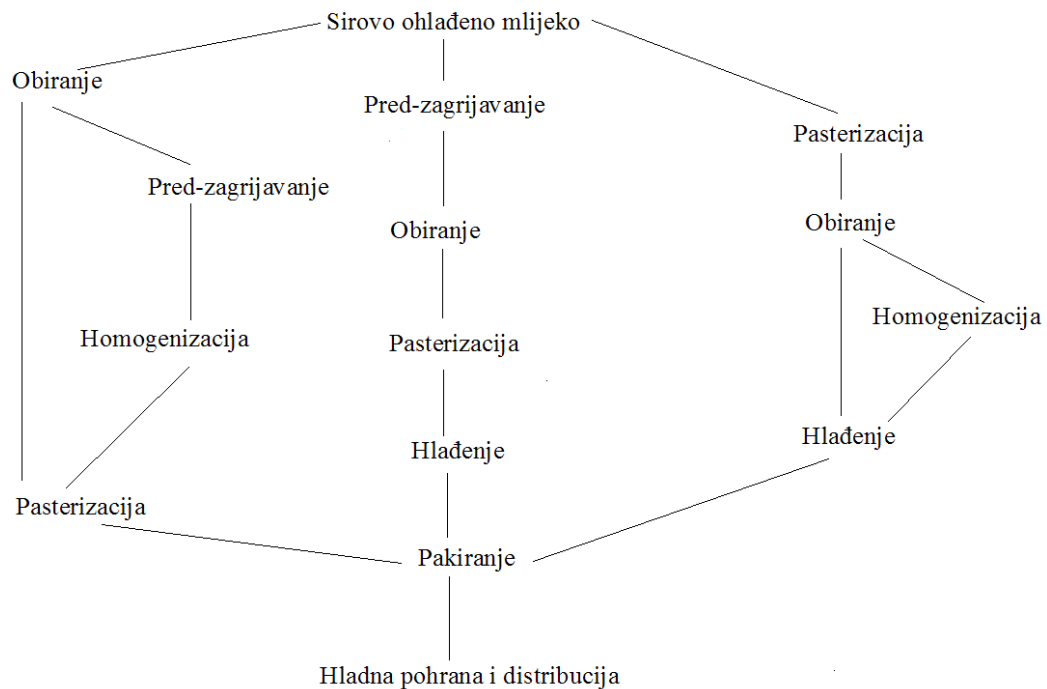 Sirovo ohlađeno mlijeko
Obiranje
Pred-zagrijavanje
Pasterizacija
Pred-zagrijavanje
Obiranje
Obiranje
Homogenizacija
Homogenizacija
Pasterizacija
Hlađenje
Hlađenje
Pasterizacija
Pakiranje
Hladna pohrana i distribucija